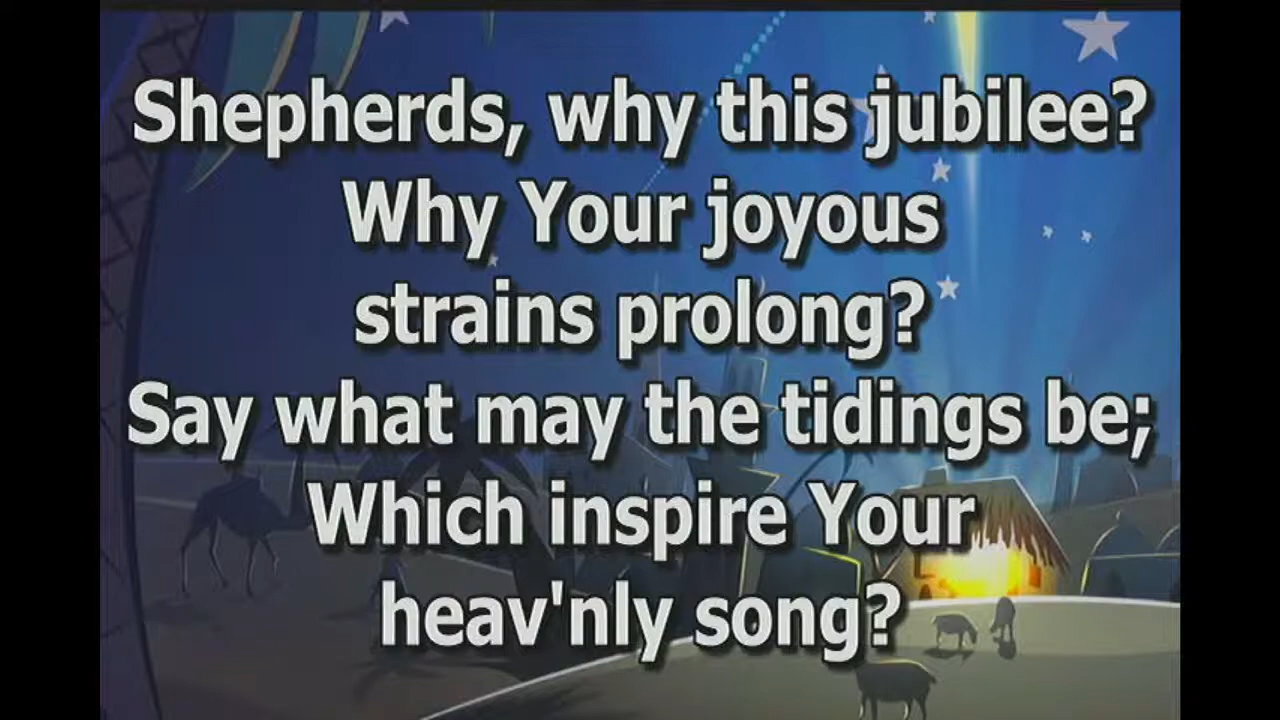 Shepherds, why this jubilee?
Why Your joyous
strains prolong?
Say what may the tidings be;
Which inspire Your
heav'nly song?